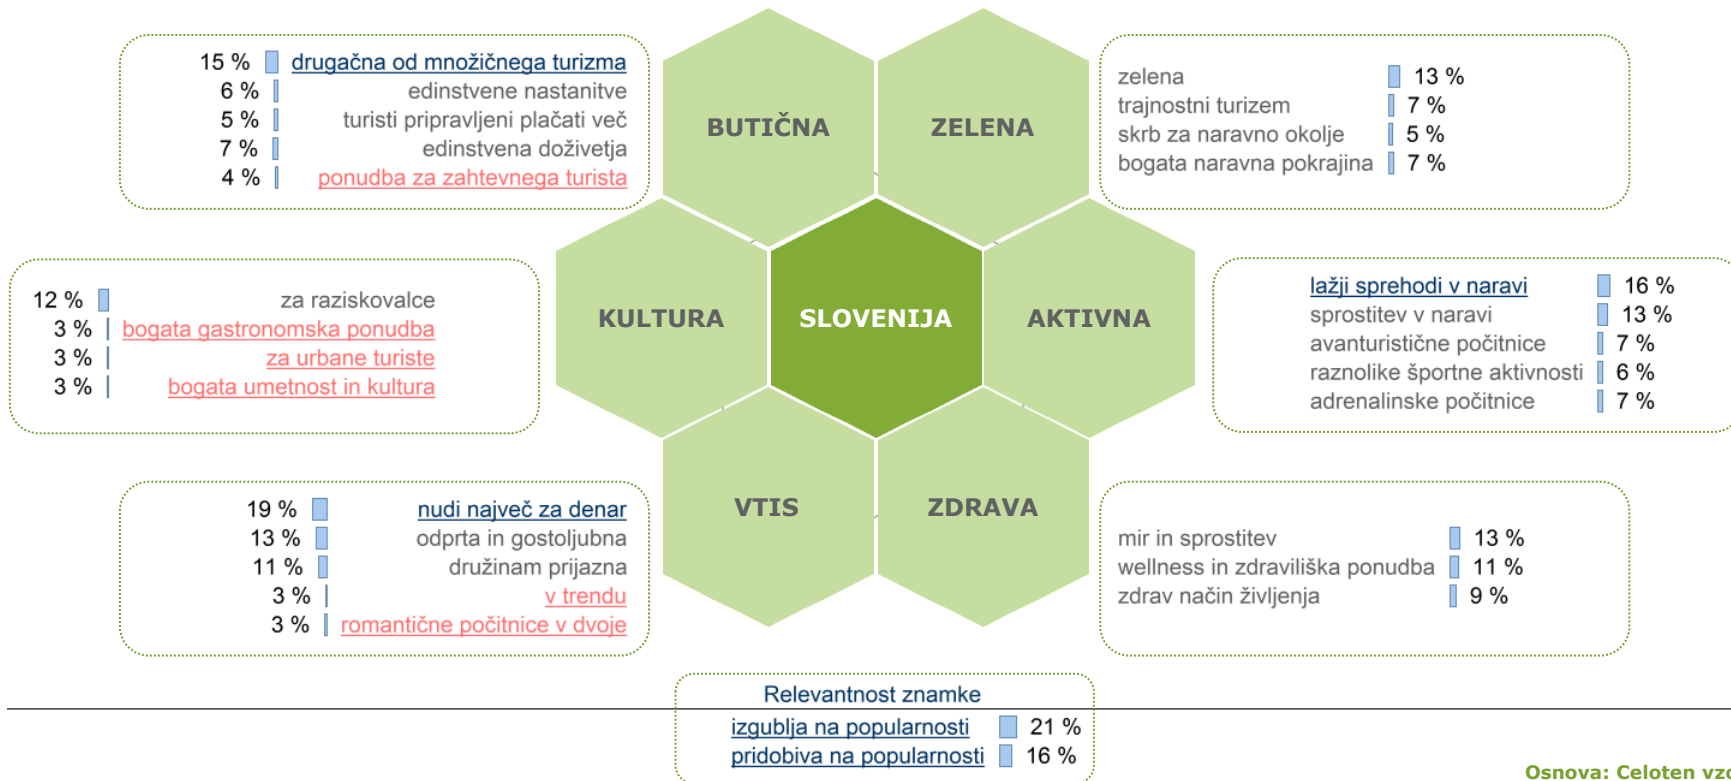 15 % drugačna od množičnega turizma
6 % edinstvene nastanitve
5 % turisti pripravljeni plačati več
7 % edinstvena doživetja
4 % ponudba za zahtevnega turista
BUTIČNA
ZELENA
zelena 13 %
trajnostni turizem 7 %
skrb za naravno okolje 5 %
bogata naravna pokrajina 7 %
12 % za raziskovalce
3 % bogata gastronomska ponudba
3 % za urbane turiste
3 % bogata umetnost in kultura
KULTURA
SLOVENIJA
AKTIVNA
lažji sprehodi v naravi 16 %
sprostitev v naravi 13 %
avanturistične počitnice 7 %
raznolike športne aktivnosti 6 %
adrenalinske počitnice 7 %
19 % nudi največ za denar
13 % odprta in gostoljubna
11 % družinam prijazna
3 % v trendu
3 % romantične počitnice v dvoje
VTIS
ZDRAVA
mir in sprostitev 13 %
wellness in zdraviliška ponudba 11 %
zdrav način življenja 9 %
Relevantnost znamke
izgublja na popularnosti 21 %
pridobiva na popularnosti 16 %
Osnova: Celoten